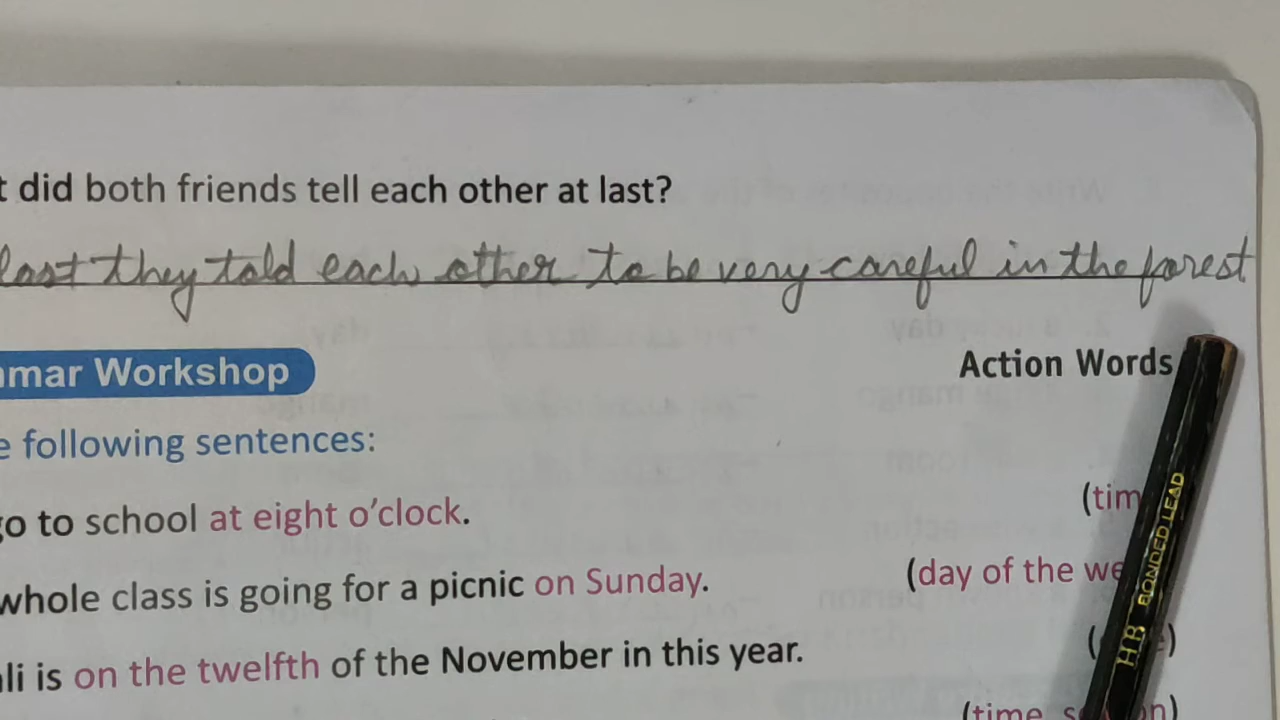 did both friends tell each other at last?
last they told each other to be very careful in the forest
Workshop
Action Words
following sentences:
go to school at eight o'clock.
(tim
whole class is going for a picnic on Sunday.
(day of the we
is on the twelfth of the November in this year.
(time
HB BONDED LEAD